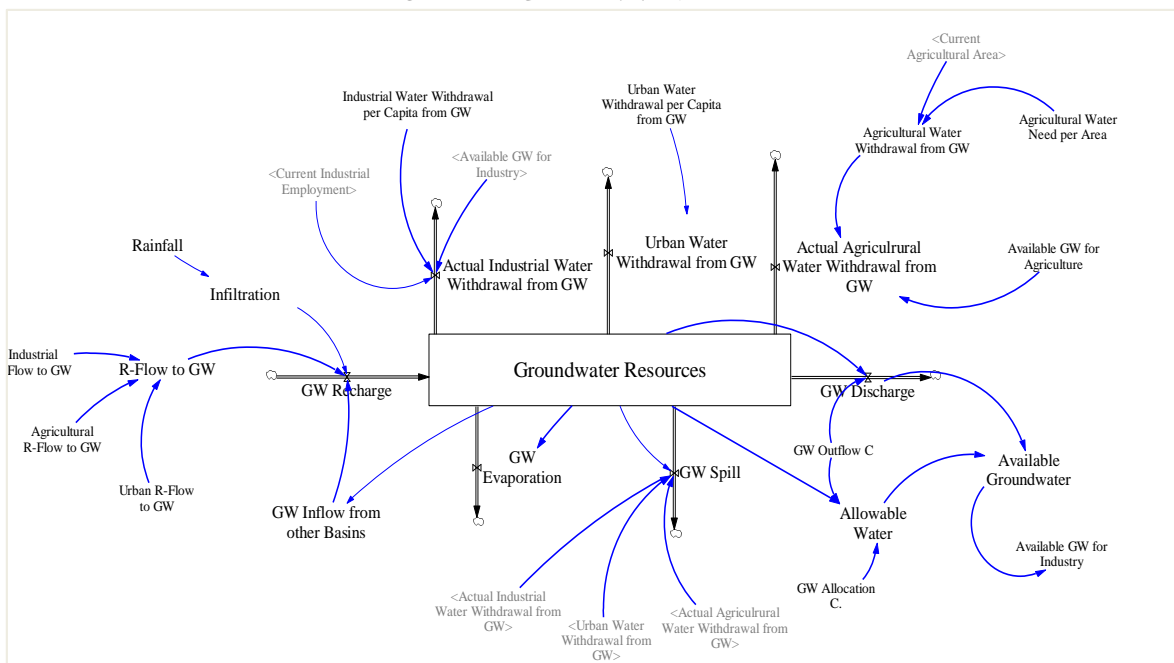 <Current
Agricultural Area>
Industrial Water Withdrawal
per Capita from GW
Urban Water
Withdrawal per Capita
from GW
Agricultural Water
Withdrawal from GW
Agricultural Water
Need per Area
<Current Industrial
Employment>
<Available GW for
Industry>
Rainfall
Infiltration
Actual Industrial Water
Withdrawal from GW
Urban Water
Withdrawal from GW
Actual Agriculrural
Water Withdrawal from
GW
Available GW for
Agriculture
Industrial
Flow to GW
R-Flow to GW
GW Recharge
Groundwater Resources
GW Discharge
Agricultural
R-Flow to GW
Urban R-Flow
to GW
GW Inflow from
other Basins
GW
Evaporation
GW Spill
GW Outflow C
Allowable
Water
Available
Groundwater
GW Allocation
C.
Available GW for
Industry
<Actual Industrial
Water Withdrawal from
GW>
<Urban Water
Withdrawal from
GW>
<Actual Agriculrural
Water Withdrawal from
GW>